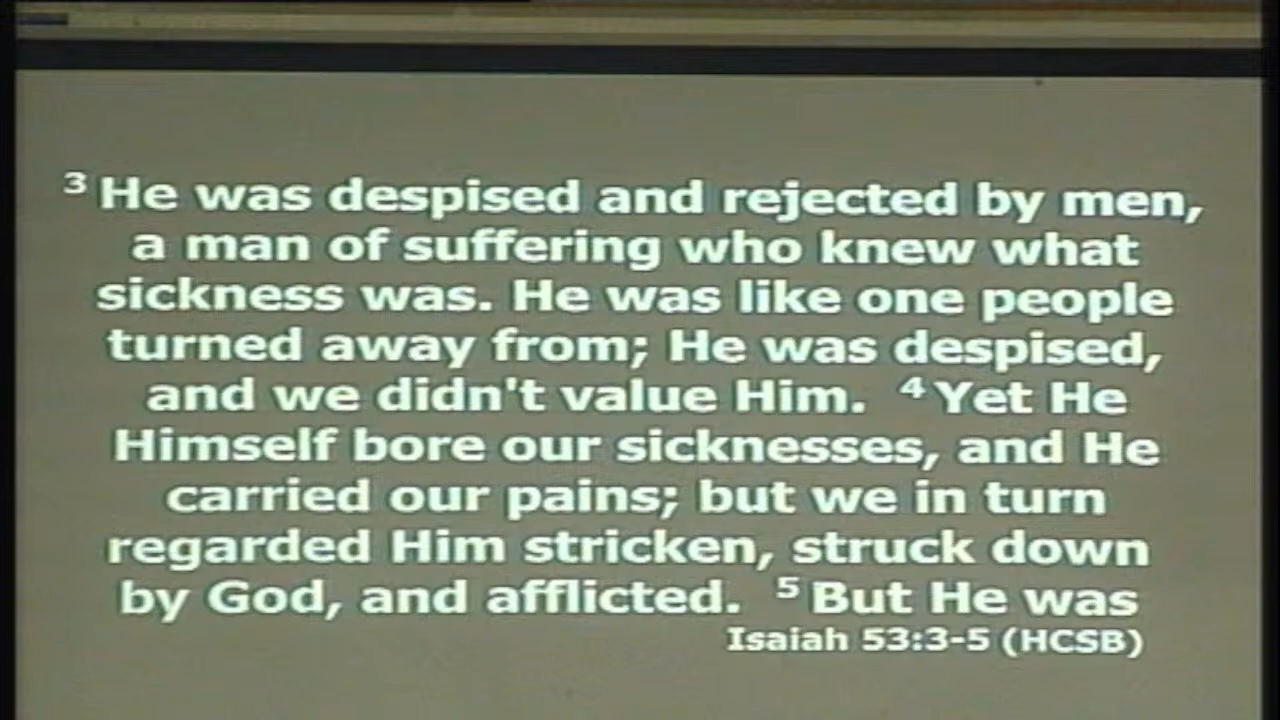 3 He was despised and rejected by men,
a man of suffering who knew what
sickness was. He was like one people
turned away from; He was despised,
and we didn't value Him. 4 Yet He
Himself bore our sicknesses, and He
carried our pains; but we in turn
regarded Him stricken, struck down
by God, and afflicted. 5 But He was
Isaiah 53:3-5 (HCSB)